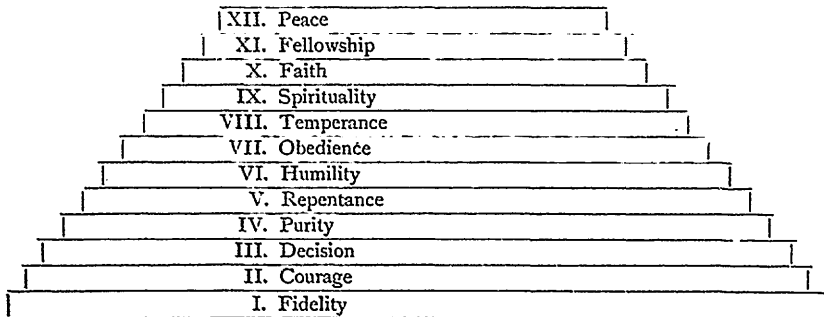 XII. Peace
XI. Fellowship
X. Faith
IX. Spirituality
VIII. Temperance
VII. Obedience
VI. Humility
V. Repentance
IV. Purity
III. Decision
II. Courage
I. Fidelity